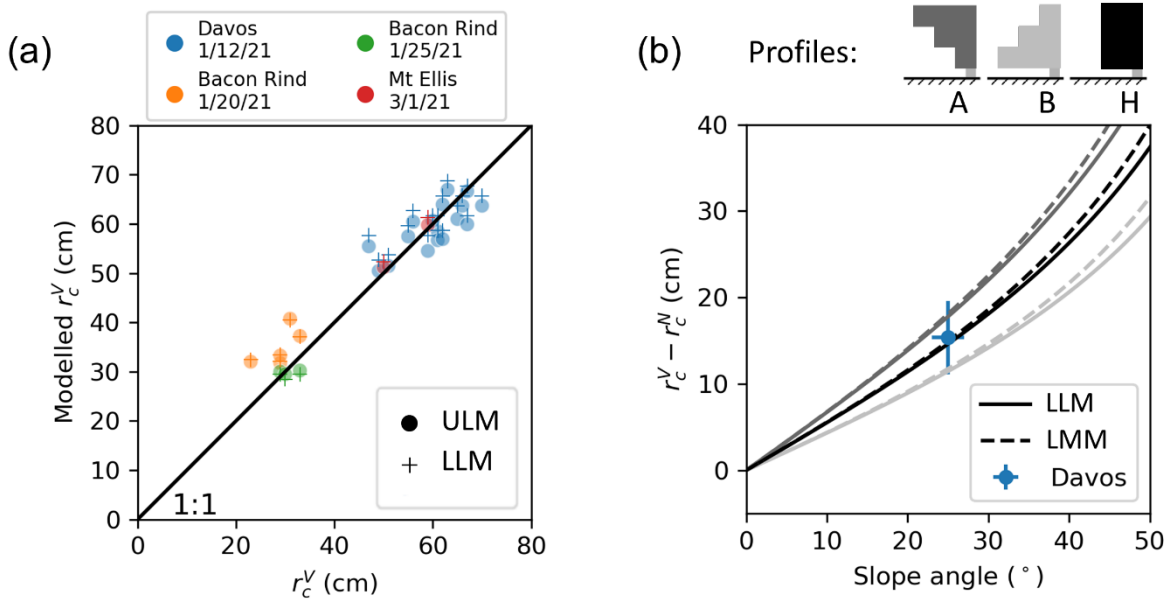 (a)
Davos
1/12/21
Bacon Rind
1/20/21
Bacon Rind
1/25/21
Mt Ellis
3/1/21
80
70
60
50
40
30
20
10
0
Modelled r_c^V (cm)
ULM
LLM
1:1
0 20 40 60 80
r_c^V (cm)
(b)
Profiles:
A B H
40
30
20
10
0
r_c^V − r_c^N (cm)
LLM
LMM
Davos
0 10 20 30 40 50
Slope angle (°)